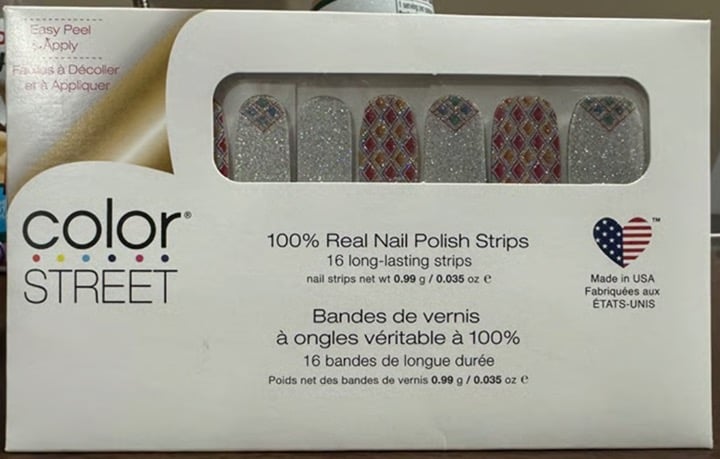 Easy Peel
& Apply
Faciles à Décoller
et à Appliquer
color®
STREET
100% Real Nail Polish Strips
16 long-lasting strips
nail strips net wt 0.99 g / 0.035 oz e
Bandes de vernis
à ongles véritable à 100%
16 bandes de longue durée
Poids net des bandes de vernis 0.99 g / 0.035 oz e
TM
Made in USA
Fabriquées aux
ÉTATS-UNIS